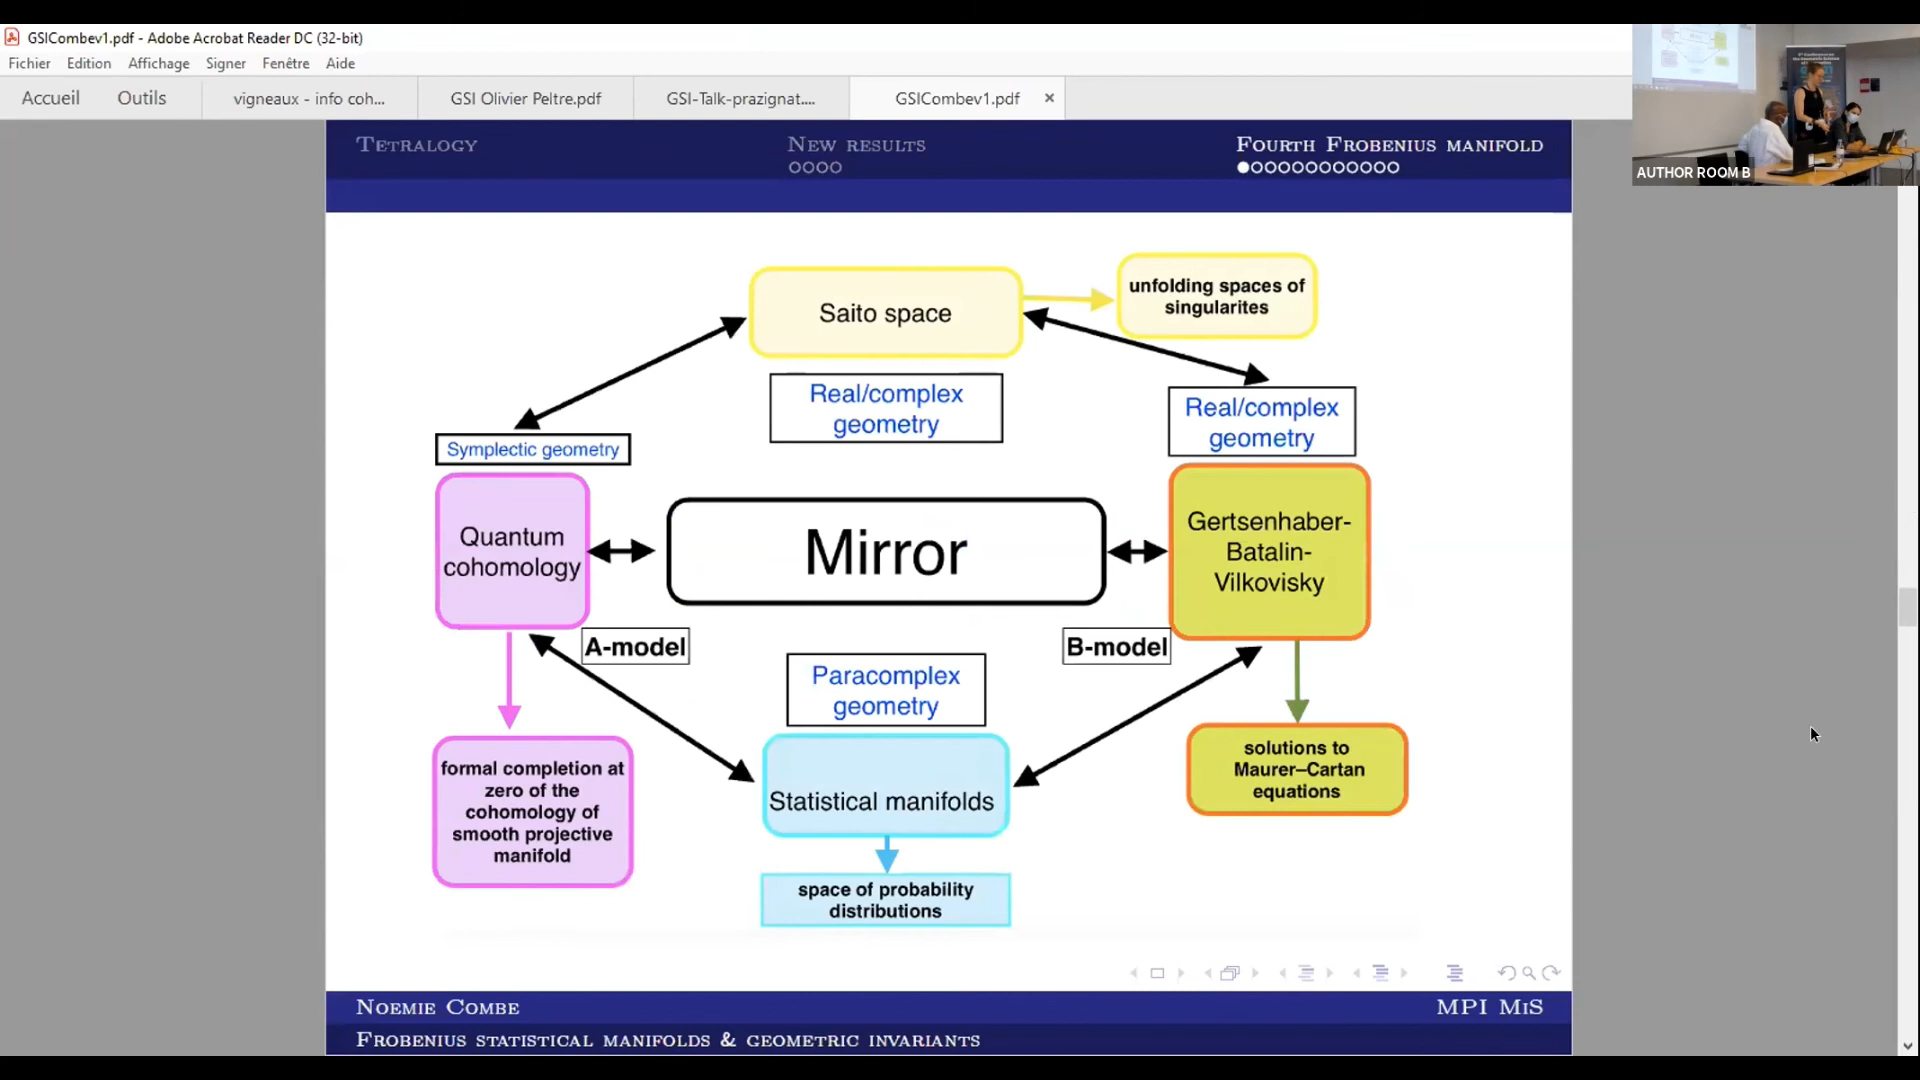 GSICombev1.pdf - Adobe Acrobat Reader DC (32-bit)
Fichier Edition Affichage Signer Fenêtre Aide
Accueil Outils vigneaux - info coh... GSI Olivier Peltre.pdf GSI-Talk-prazignat.... GSICombev1.pdf ×
AUTHOR ROOM B
Tetralogy New results Fourth Frobenius manifold
Saito space
unfolding spaces of
singularites
Real/complex
geometry
Real/complex
geometry
Symplectic geometry
Quantum
cohomology
Mirror
Gertsenhaber-
Batalin-
Vilkovisky
A-model
B-model
Paracomplex
geometry
Statistical manifolds
formal completion at
zero of the
cohomology of
smooth projective
manifold
solutions to
Maurer–Cartan
equations
space of probability
distributions
Noemie Combe MPI MiS
Frobenius statistical manifolds & geometric invariants